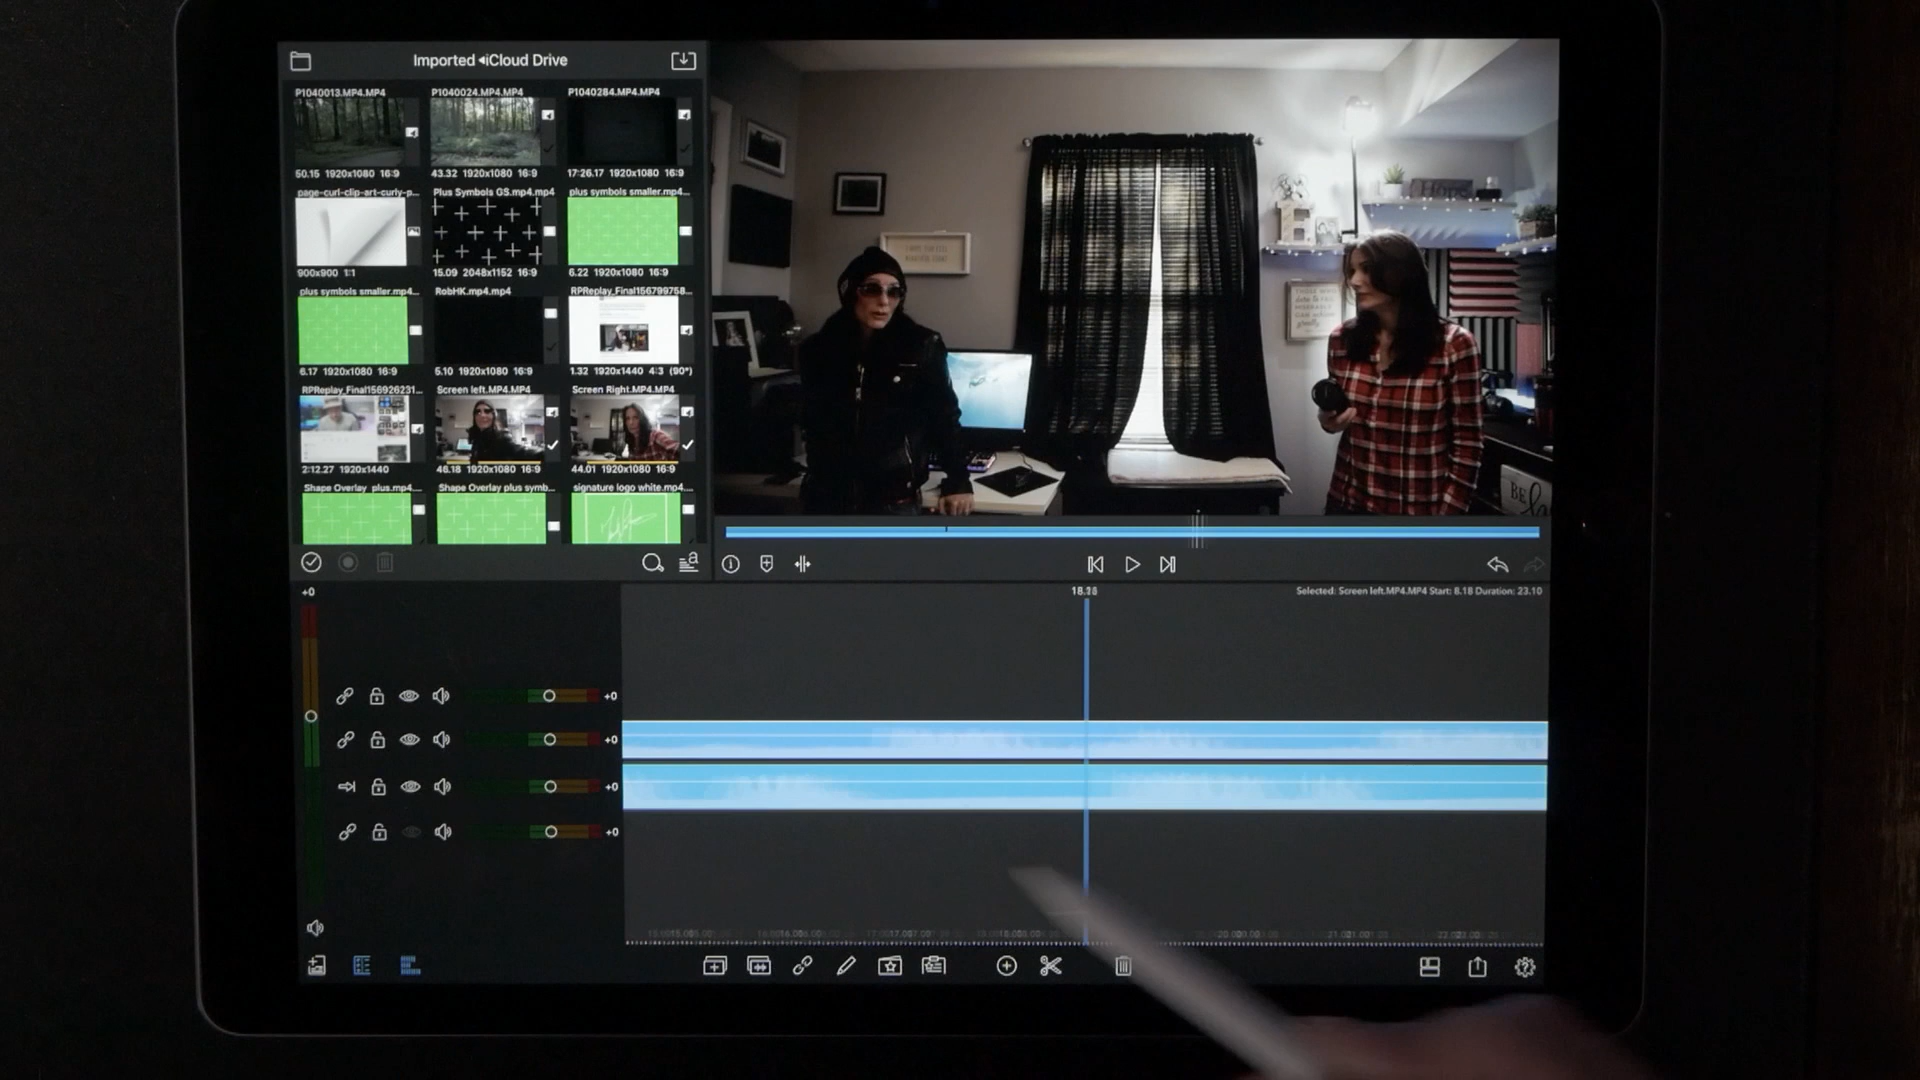 Imported iCloud Drive
P1040013.MP4.MP4
P1040024.MP4.MP4
P1040284.MP4.MP4
50.15 1920x1080 16:9
43.32 1920x1080 16:9
17:26.17 1920x1080 16:9
page-curl-clip-art-curly-p...
Plus Symbols GS.mp4.mp4
plus symbols smaller.mp4...
900x900 1:1
15.09 2048x1152 16:9
6.22 1920x1080 16:9
plus symbols smaller.mp4...
RobHK.mp4.mp4
RPReplay_Final156799758...
6.17 1920x1080 16:9
5.10 1920x1080 16:9
1.32 1920x1440 4:3 (90°)
RPReplay_Final156926231...
Screen left.MP4.MP4
Screen Right.MP4.MP4
2:12.27 1920x1440
46.18 1920x1080 16:9
44.01 1920x1080 16:9
Shape Overlay plus.mp4...
Shape Overlay plus symb...
signature logo white.mp4...
Hope
BE
+0
Selected: Screen left.MP4.MP4 Start: 8.18 Duration: 23.10
+0
+0
+0
+0